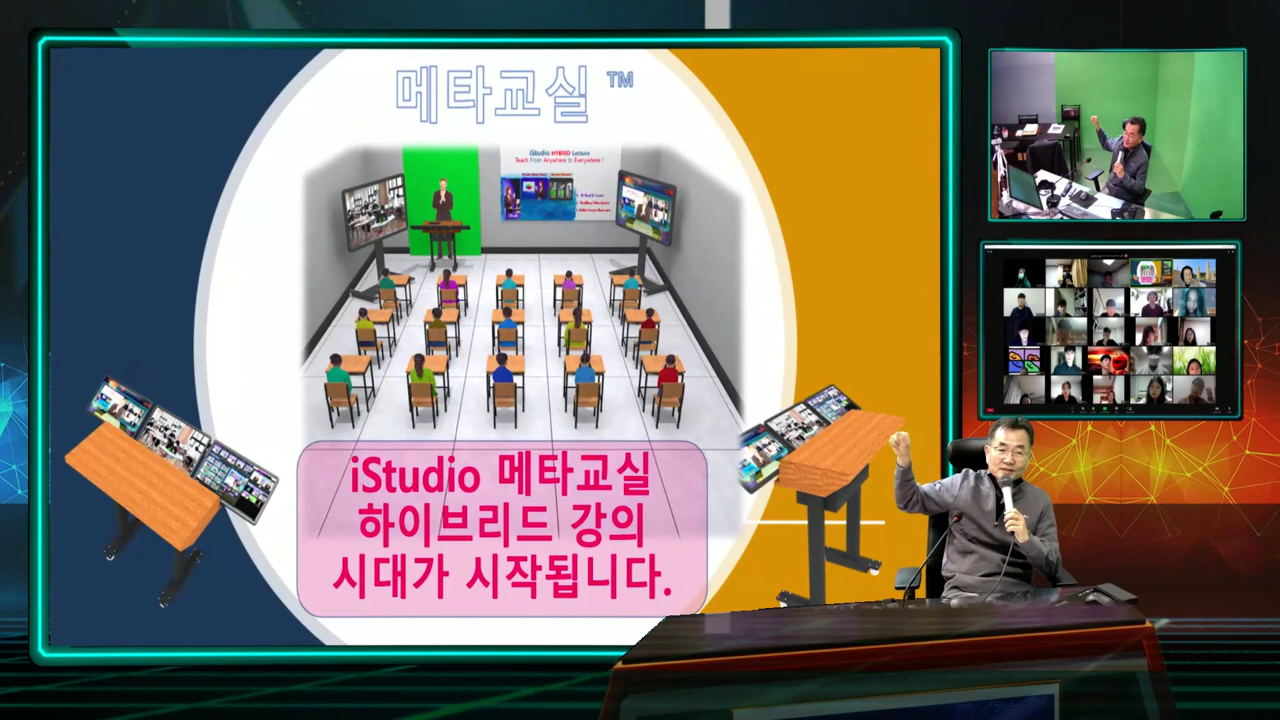 메타교실 ™
iStudio HYBRID Lecture
Teach From Anywhere to Everywhere !
iStudio 메타교실
하이브리드 강의
시대가 시작됩니다.